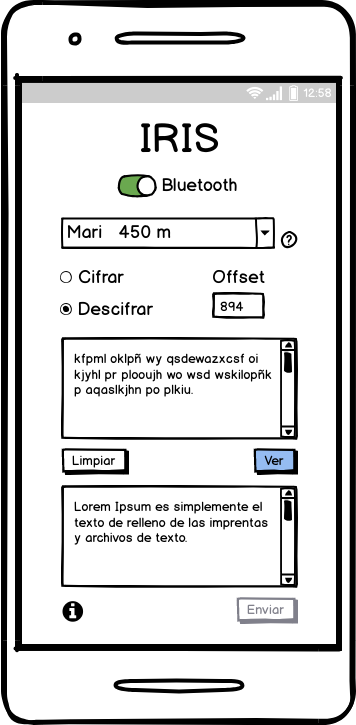 12:58
IRIS
Bluetooth
Mari 450 m
?
Cifrar Offset
Descifrar 894
kfpml oklpñ wy qsdewazxcsf oi
kjyhl pr plooujh wo wsd wskilopñk
p aqaslkjhn po plkiu.
Limpiar Ver
Lorem Ipsum es simplemente el
texto de relleno de las imprentas
y archivos de texto.
i Enviar